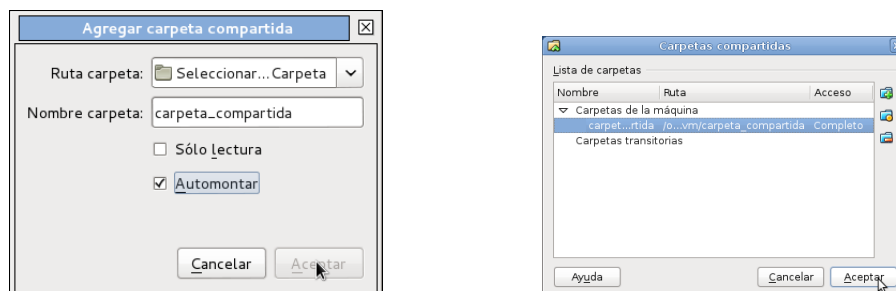 Agregar carpeta compartida
Ruta carpeta: Seleccionar...Carpeta
Nombre carpeta: carpeta_compartida
Sólo lectura
Automontar
Cancelar Aceptar
Carpetas compartidas
Lista de carpetas
Nombre Ruta Acceso
Carpetas de la máquina
carpet...rtida /o...vm/carpeta_compartida Completo
Carpetas transitorias
Ayuda Cancelar Aceptar